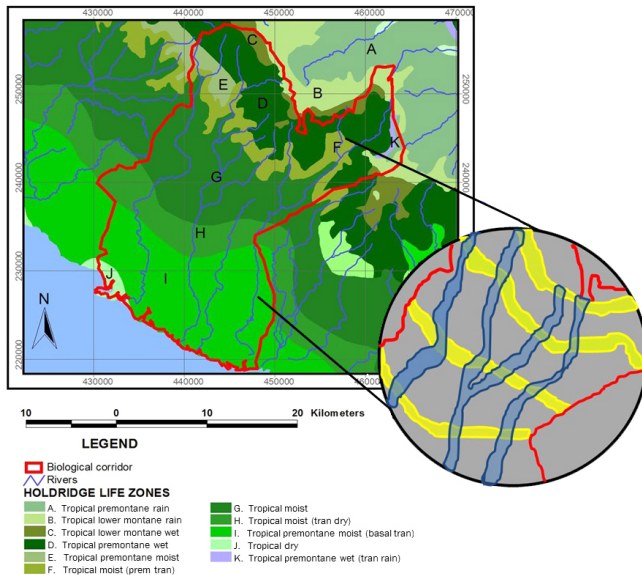 430000 440000 450000 460000 470000
250000
240000
230000
220000
250000
240000
A
B
C
D
E
F
G
H
I
J
K
N
430000 440000 450000 460000
10 0 10 20 Kilometers
LEGEND
Biological corridor
Rivers
HOLDRIDGE LIFE ZONES
A. Tropical premontane rain
B. Tropical lower montane rain
C. Tropical lower montane wet
D. Tropical premontane wet
E. Tropical premontane moist
F. Tropical moist (prem tran)
G. Tropical moist
H. Tropical moist (tran dry)
I. Tropical moist (basal tran)
J. Tropical dry
K. Tropical premontane wet (tran rain)